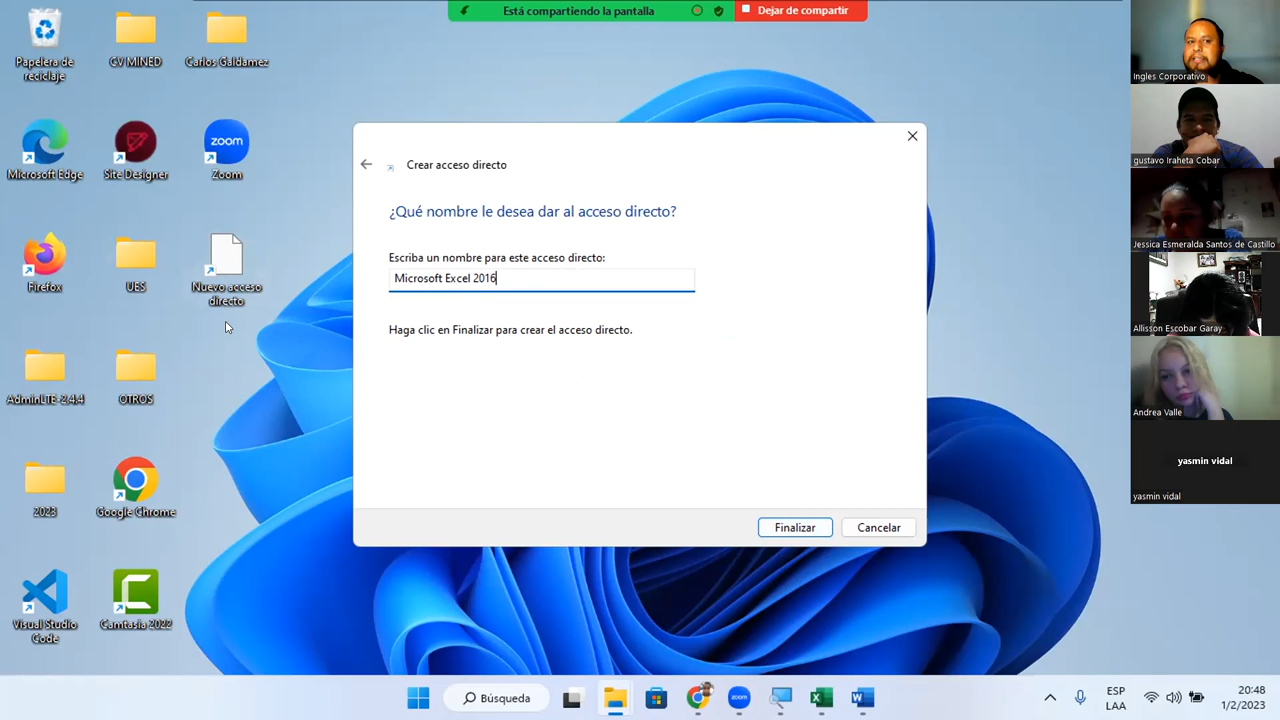 Está compartiendo la pantalla
Dejar de compartir
Papelera de
reciclaje
CV MINED
Carlos Galdamez
Microsoft Edge
Site Designer
zoom
Zoom
Firefox
UES
Nuevo acceso
directo
AdminLTE-2.4.4
OTROS
2023
Google Chrome
Visual Studio
Code
Camtasia 2022
Crear acceso directo
¿Qué nombre le desea dar al acceso directo?
Escriba un nombre para este acceso directo:
Microsoft Excel 2016
Haga clic en Finalizar para crear el acceso directo.
Finalizar
Cancelar
Ingles Corporativo
gustavo Iraheta Cobar
Jessica Esmeralda Santos de Castillo
Allisson Escobar Garay
Andrea Valle
yasmin vidal
yasmin vidal
Búsqueda
zoom
ESP
LAA
20:48
1/2/2023